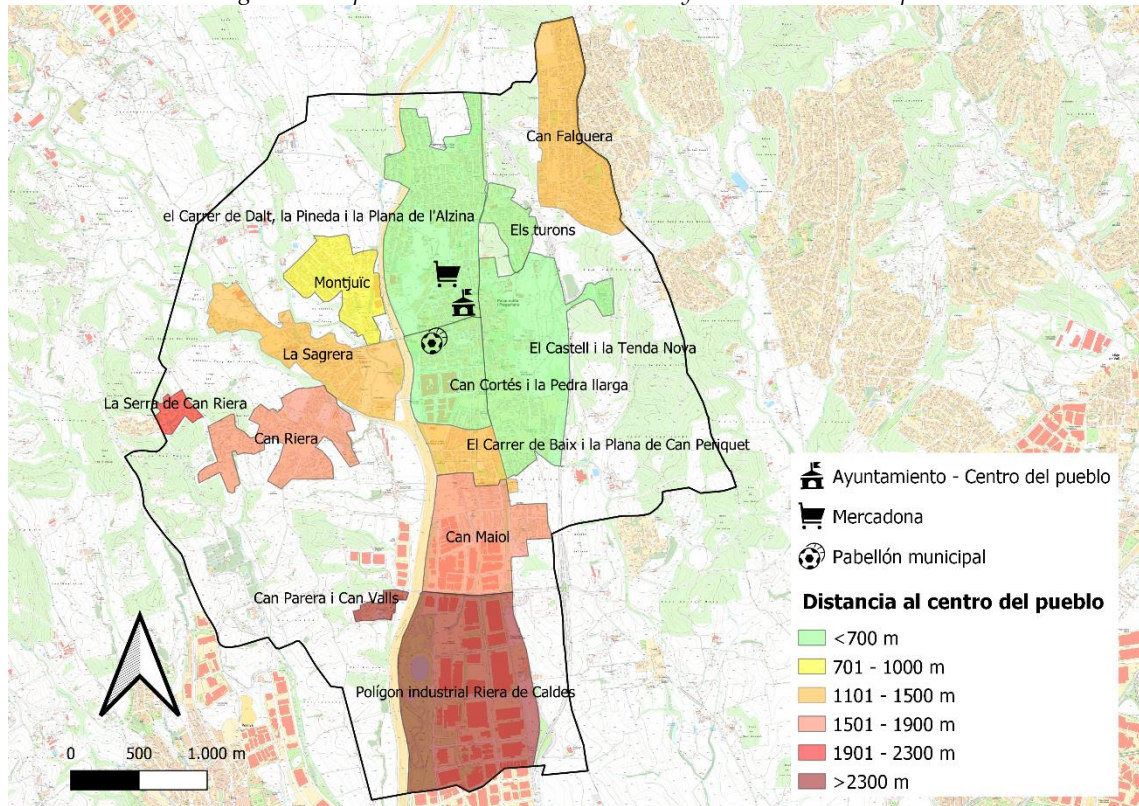 Can Falguera
el Carrer de Dalt, la Pineda i la Plana de l'Alzina
Els turons
Montjuïc
La Sagrera
El Castell i la Tenda Nova
Can Cortés i la Pedra llarga
La Serra de Can Riera
Can Riera
El Carrer de Baix i la Plana de Can Periquet
Can Maiol
Can Parera i Can Valls
Polígon industrial Riera de Caldes
0 500 1.000 m
Ayuntamiento - Centro del pueblo
Mercadona
Pabellón municipal
Distancia al centro del pueblo
<700 m
701 - 1000 m
1101 - 1500 m
1501 - 1900 m
1901 - 2300 m
>2300 m